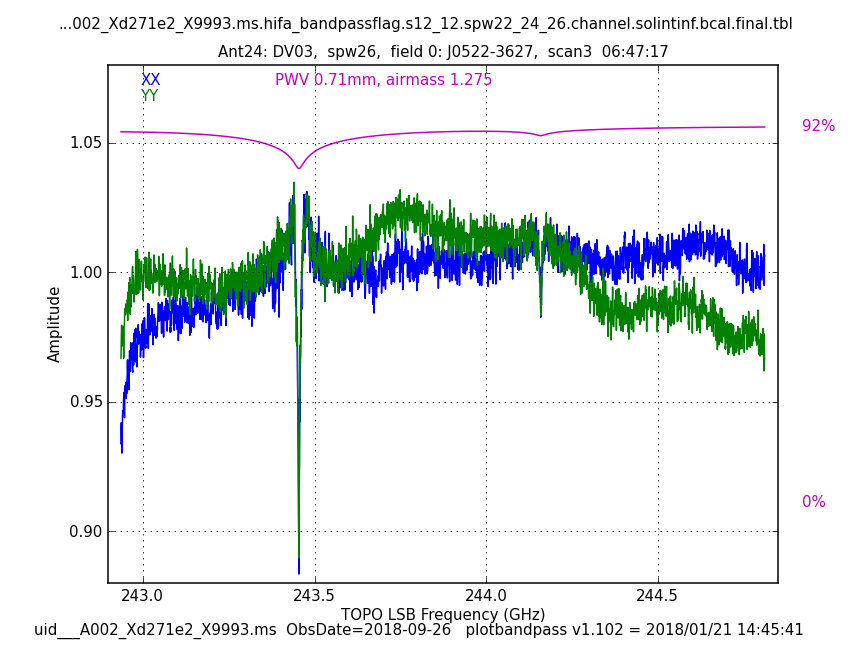 ...002_Xd271e2_X9993.ms.hifa_bandpassflag.s12_12.spw22_24_26.channel.solintinf.bcal.final.tbl
Ant24: DV03, spw26, field 0: J0522-3627, scan3 06:47:17
XX
YY
PWV 0.71mm, airmass 1.275
92%
0%
1.05
1.00
0.95
0.90
Amplitude
243.0 243.5 244.0 244.5
TOPO LSB Frequency (GHz)
uid___A002_Xd271e2_X9993.ms ObsDate=2018-09-26 plotbandpass v1.102 = 2018/01/21 14:45:41